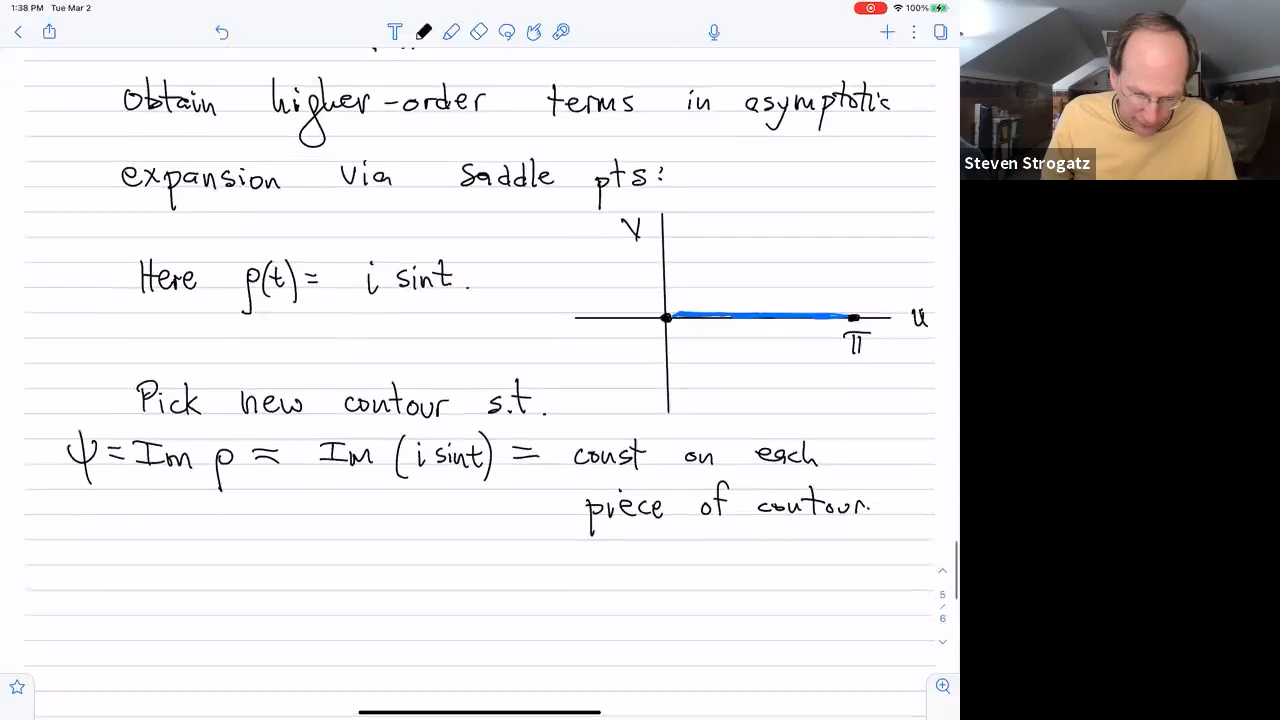 1:38 PM Tue Mar 2
100%
Obtain higher-order terms in asymptotic
expansion via saddle pts:
V
Here ρ(t) = i sint.
u
π
Pick new contour s.t.
ψ = Im ρ ≈ Im (i sint) = const on each
piece of contour.
5
/
6
Steven Strogatz